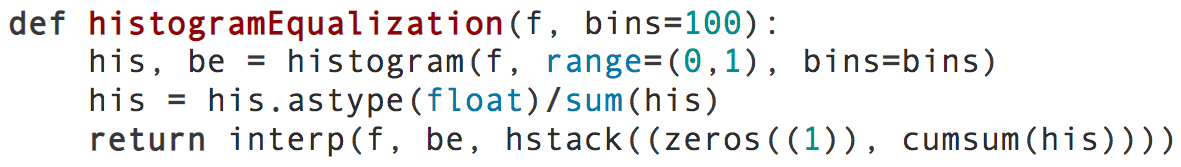 def histogramEqualization(f, bins=100):
    his, be = histogram(f, range=(0,1), bins=bins)
    his = his.astype(float)/sum(his)
    return interp(f, be, hstack((zeros((1)), cumsum(his))))